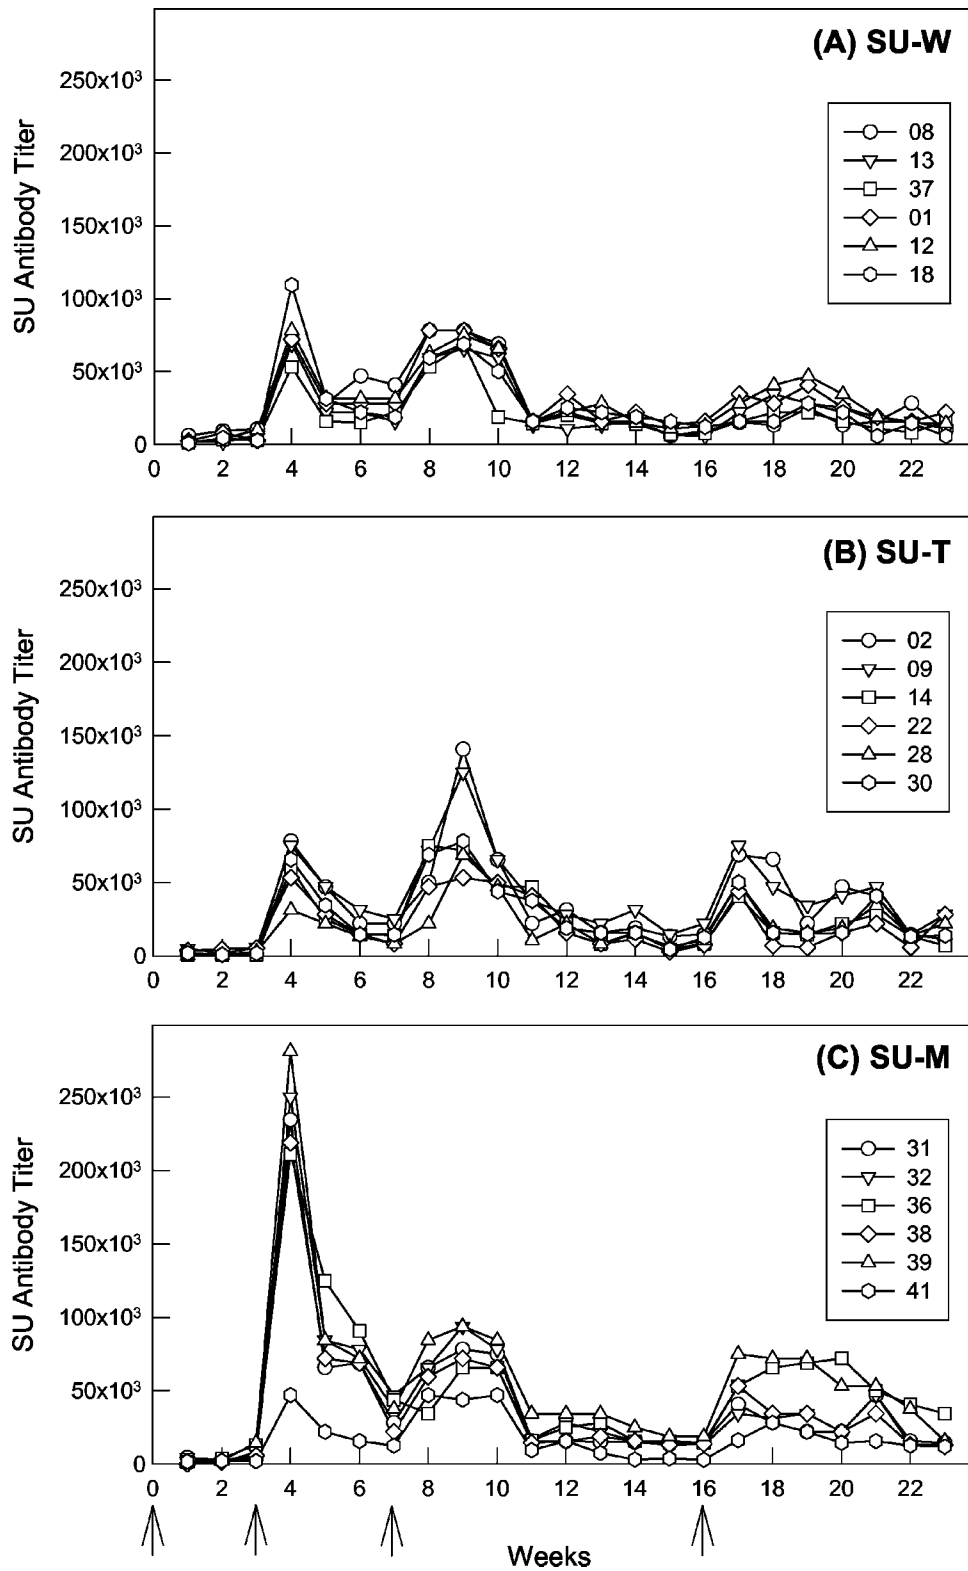 (A) SU-W
SU Antibody Titer
250x10³
200x10³
150x10³
100x10³
50x10³
0
0 2 4 6 8 10 12 14 16 18 20 22
08
13
37
01
12
18
(B) SU-T
SU Antibody Titer
250x10³
200x10³
150x10³
100x10³
50x10³
0
0 2 4 6 8 10 12 14 16 18 20 22
02
09
14
22
28
30
(C) SU-M
SU Antibody Titer
250x10³
200x10³
150x10³
100x10³
50x10³
0
0 2 4 6 8 10 12 14 16 18 20 22
31
32
36
38
39
41
Weeks